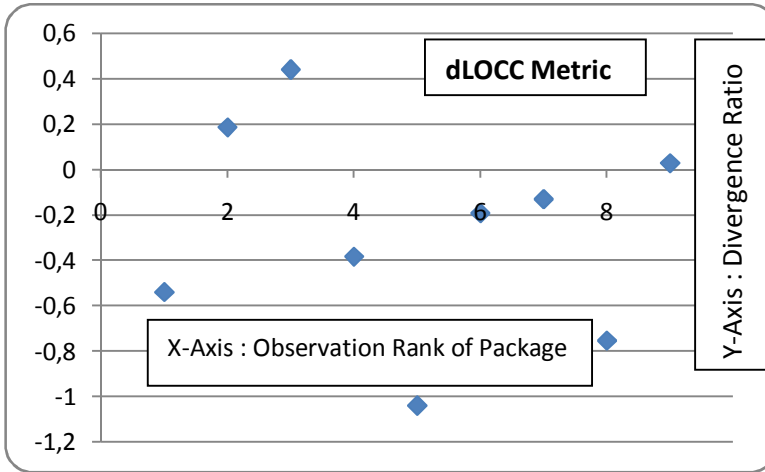 0,6
0,4
0,2
0
-0,2
-0,4
-0,6
-0,8
-1
-1,2
0 2 4 6 8
dLOCC Metric
X-Axis : Observation Rank of Package
Y-Axis : Divergence Ratio